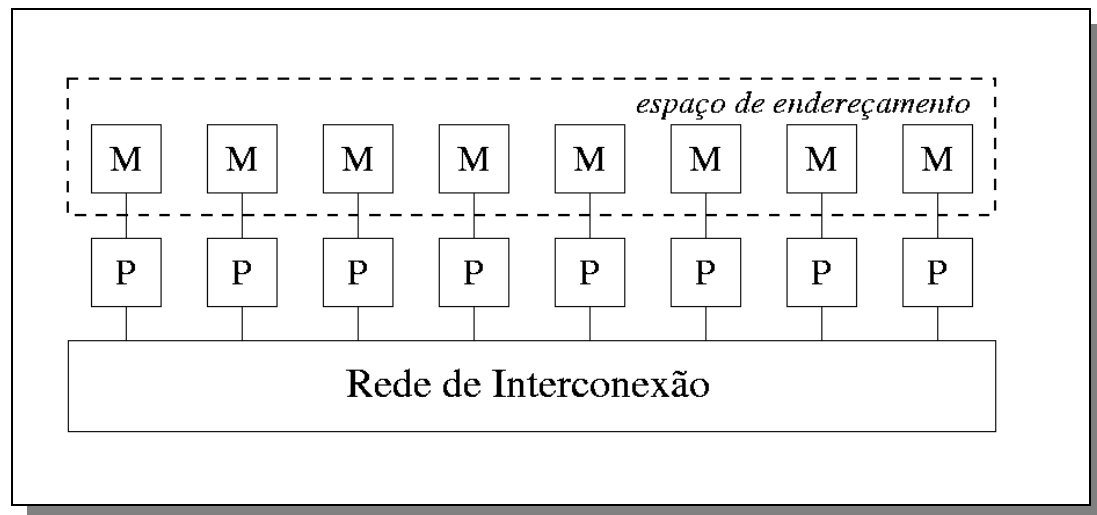 espaço de endereçamento
M M M M M M M M
P P P P P P P P
Rede de Interconexão